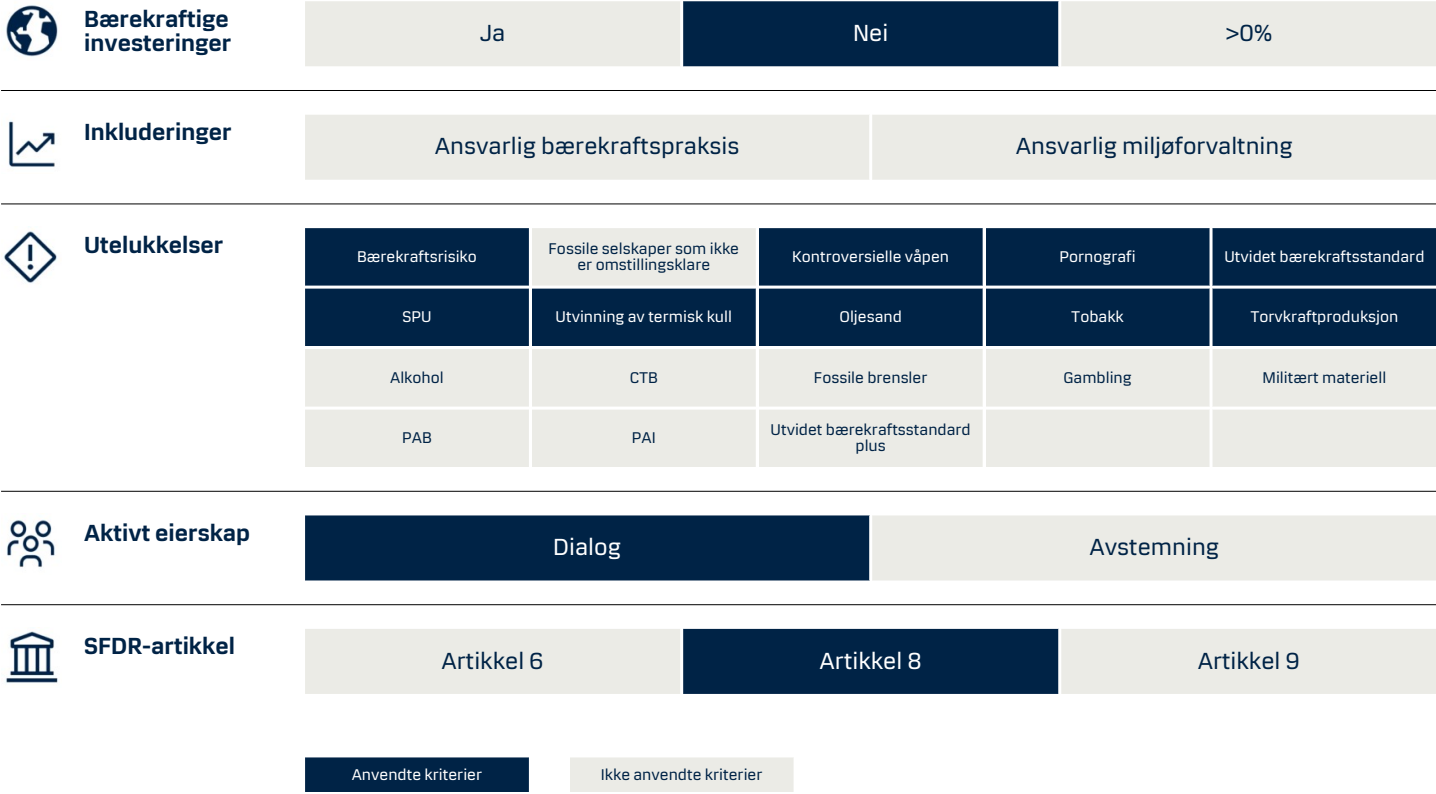 Bærekraftige
investeringer
Ja
Nei
>0%
Inkluderinger
Ansvarlig bærekraftspraksis
Ansvarlig miljøforvaltning
Utelukkelser
Bærekraftsrisiko
Fossile selskaper som ikke
er omstillingsklare
Kontroversielle våpen
Pornografi
Utvidet bærekraftsstandard
SPU
Utvinning av termisk kull
Oljesand
Tobakk
Torvkraftproduksjon
Alkohol
CTB
Fossile brensler
Gambling
Militært materiell
PAB
PAI
Utvidet bærekraftsstandard
plus
Aktivt eierskap
Dialog
Avstemning
SFDR-artikkel
Artikkel 6
Artikkel 8
Artikkel 9
Anvendte kriterier
Ikke anvendte kriterier